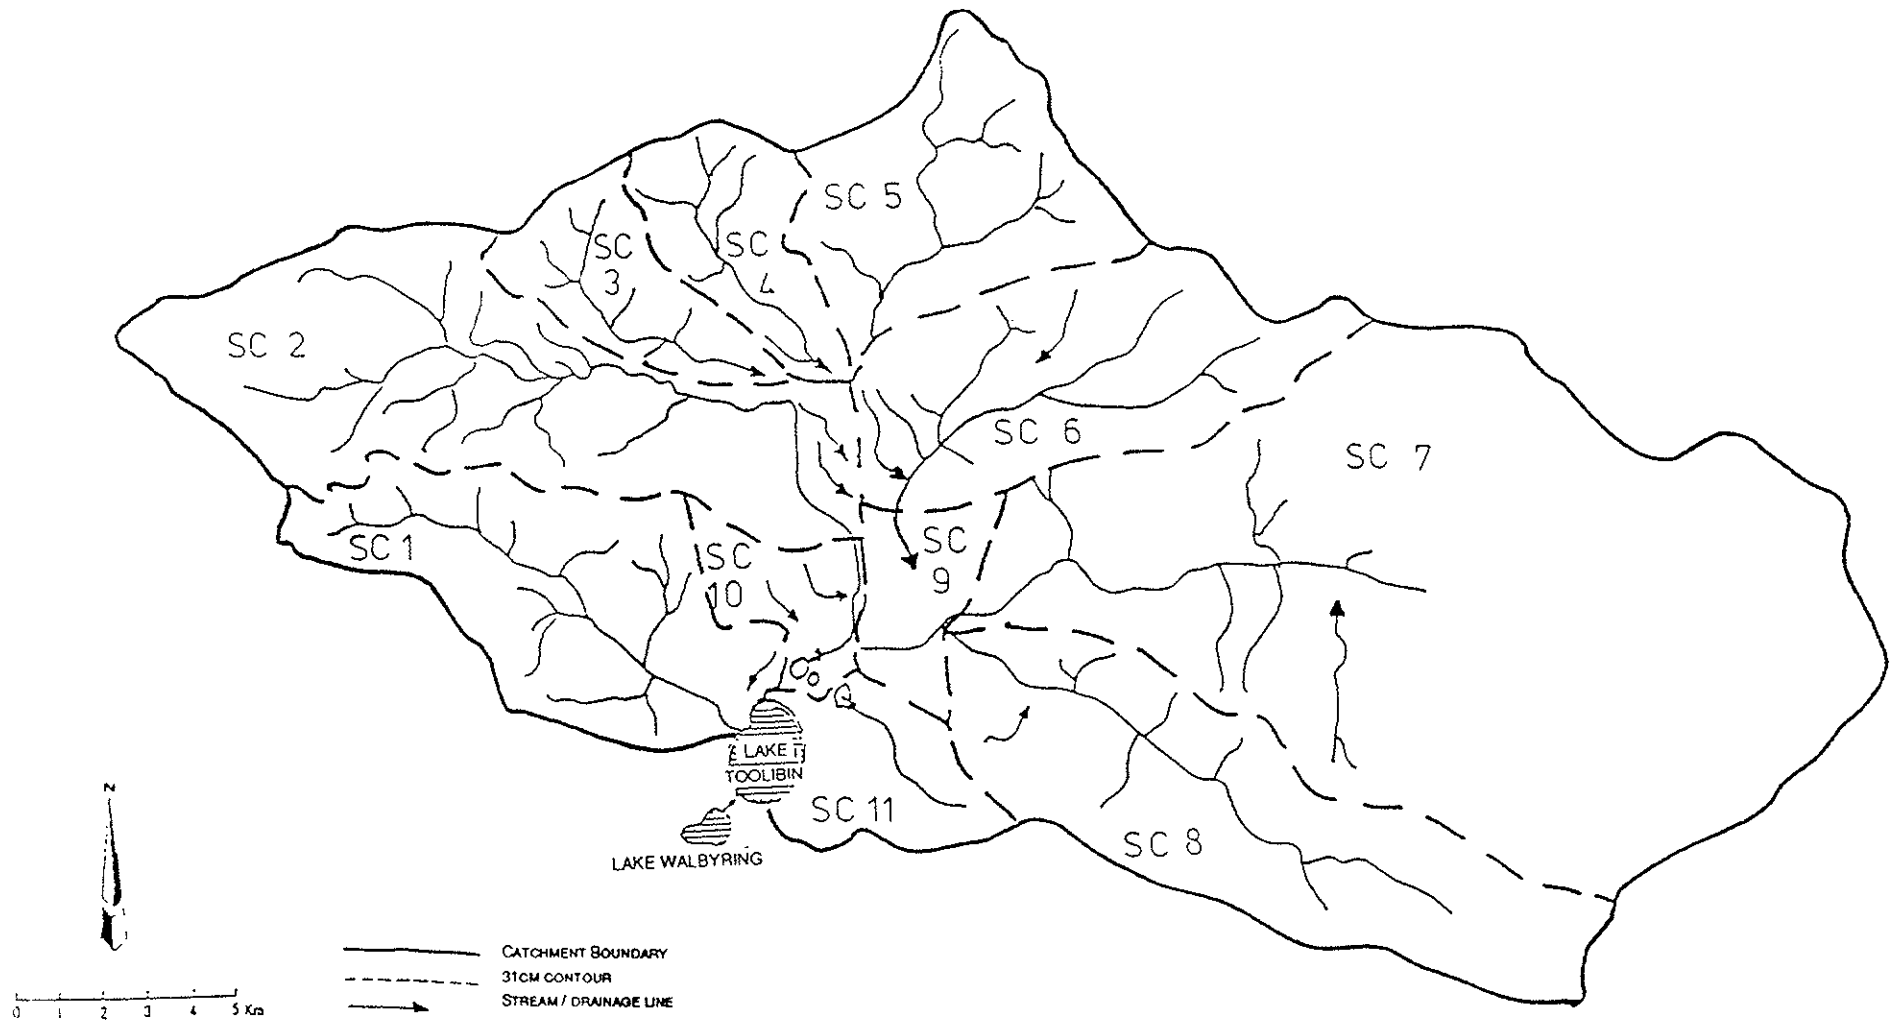 SC 5
SC
3
SC
4
SC 2
SC 6
SC 7
SC 1
SC
10
SC
9
LAKE
TOOLIBIN
SC 11
SC 8
LAKE WALBYRING
N
CATCHMENT BOUNDARY
31CM CONTOUR
STREAM / DRAINAGE LINE
0 1 2 3 4 5 Km